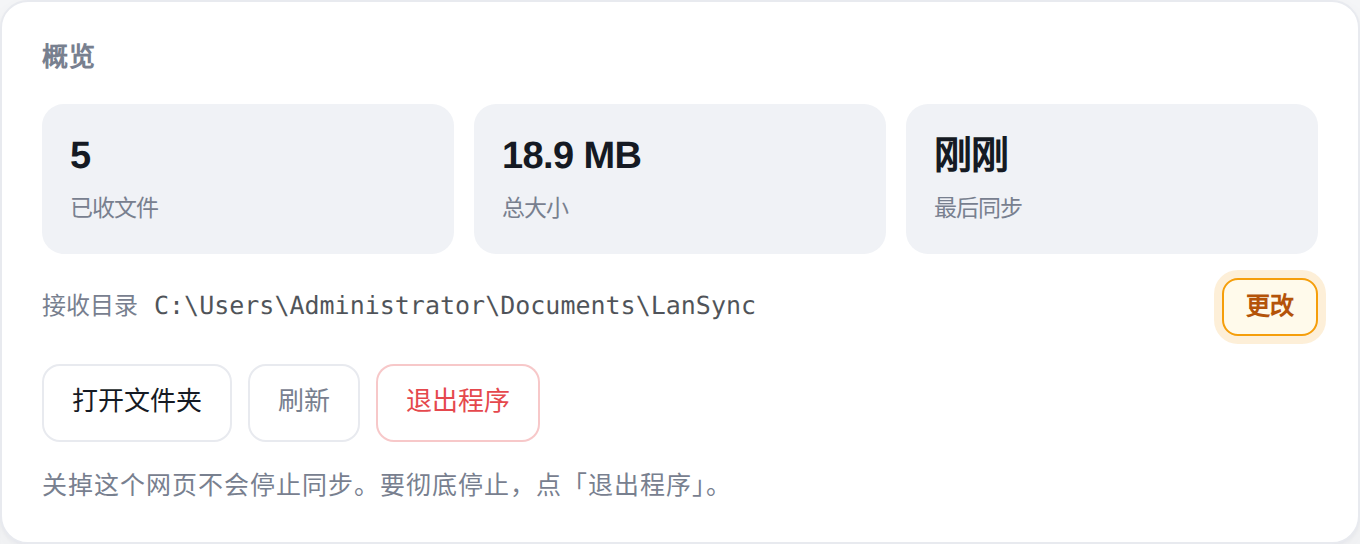 概览
5
已收文件
18.9 MB
总大小
刚刚
最后同步
接收目录 C:\Users\Administrator\Documents\LanSync
更改
打开文件夹
刷新
退出程序
关掉这个网页不会停止同步。要彻底停止，点「退出程序」。